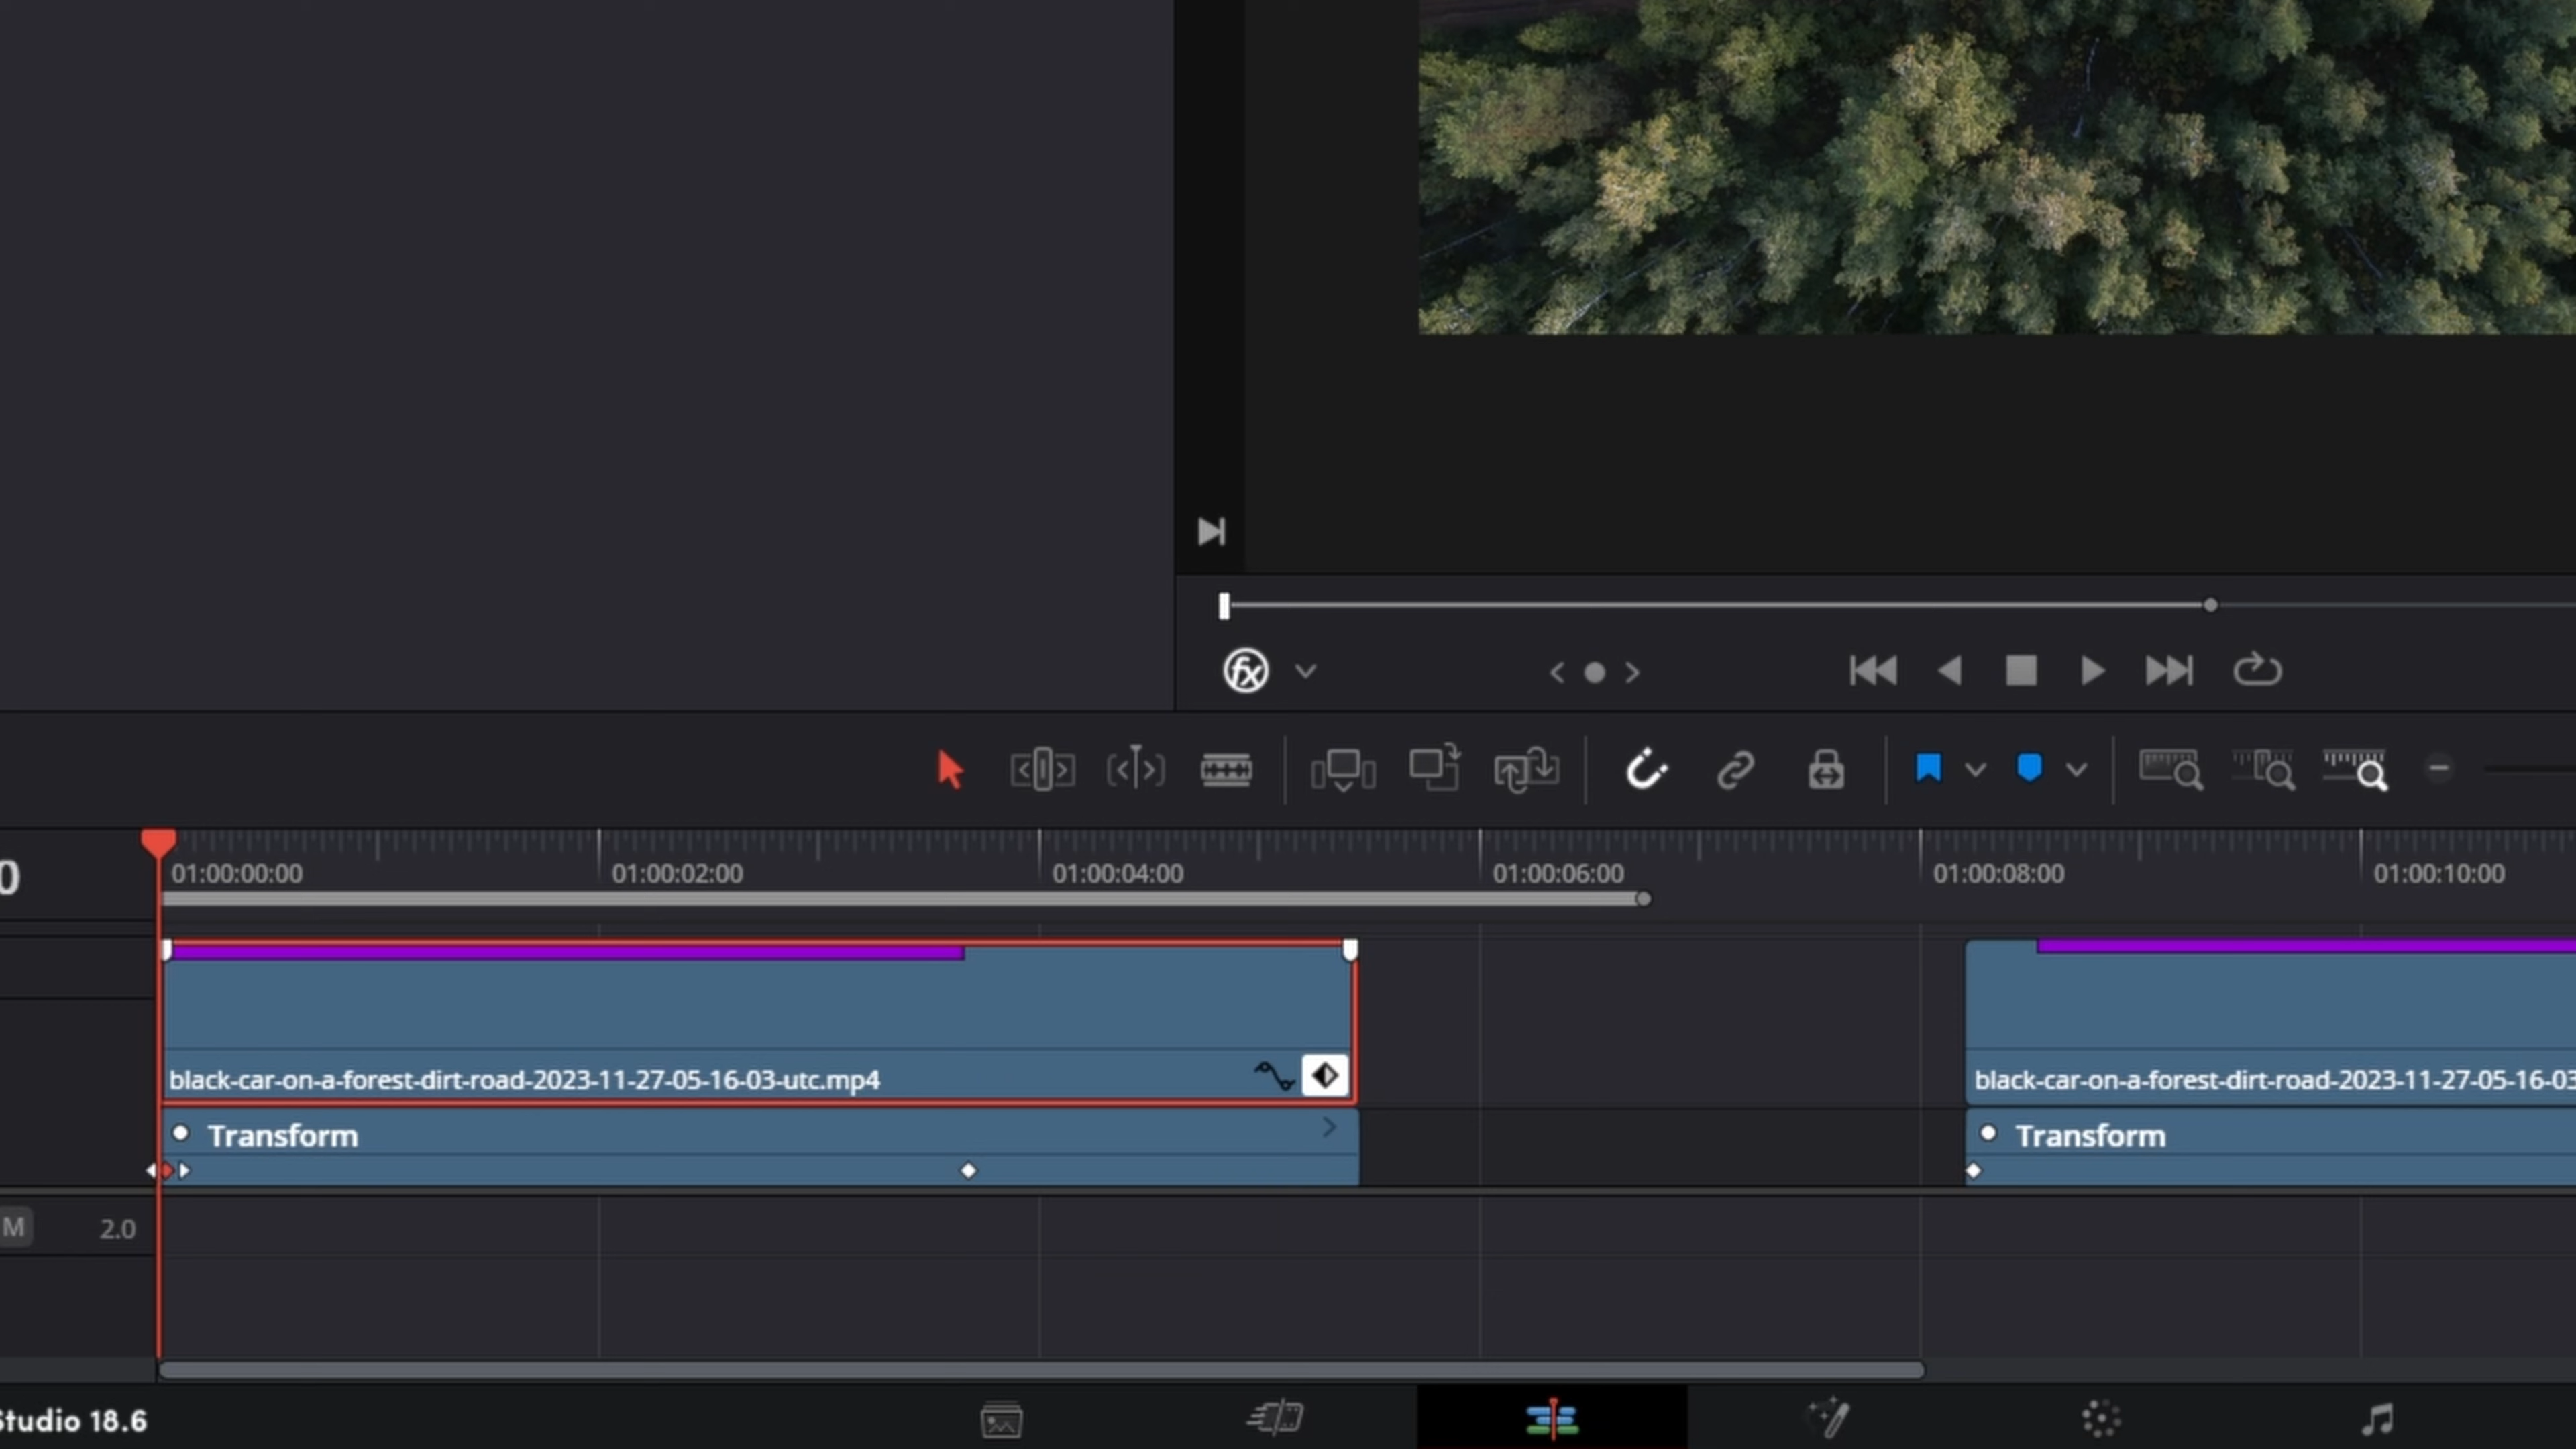 0
01:00:00:00
01:00:02:00
01:00:04:00
01:00:06:00
01:00:08:00
01:00:10:00
black-car-on-a-forest-dirt-road-2023-11-27-05-16-03-utc.mp4
black-car-on-a-forest-dirt-road-2023-11-27-05-16-03
Transform
Transform
M 2.0
Studio 18.6